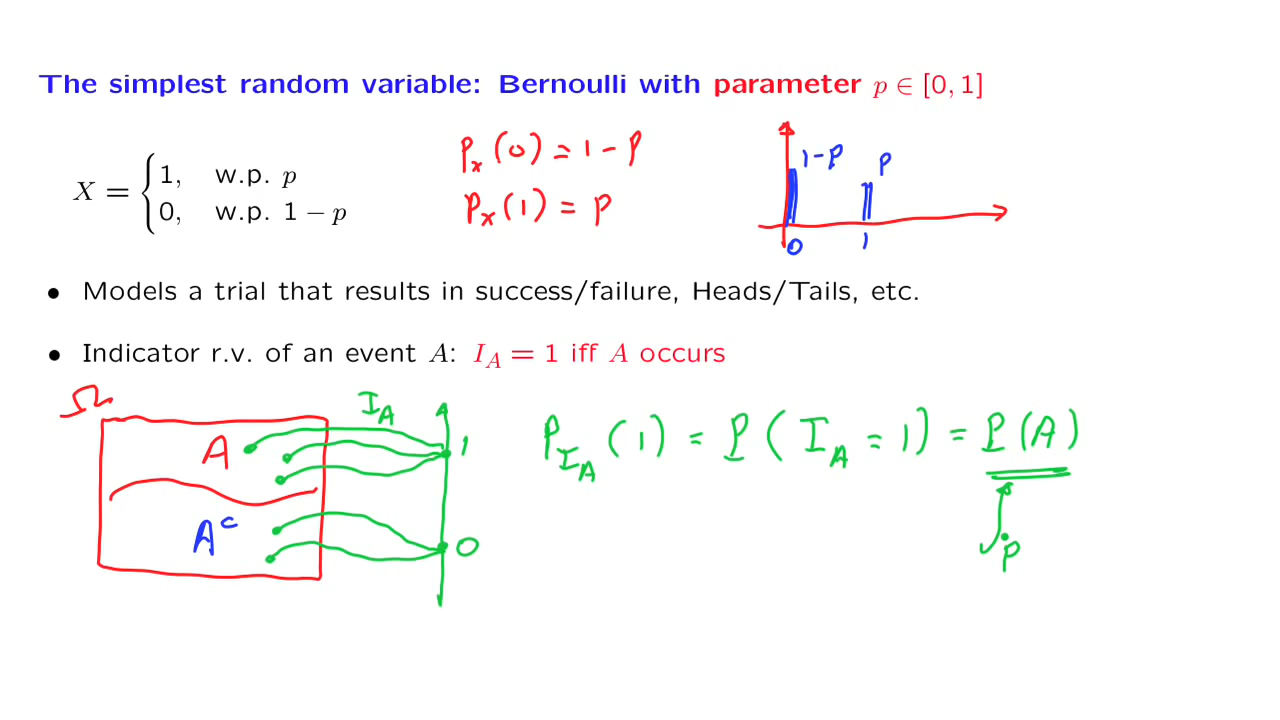 The simplest random variable: Bernoulli with parameter p ∈ [0, 1]
X = { 1, w.p. p
0, w.p. 1 − p
p_X(0) = 1 − p
p_X(1) = p
1−p p
0 1
• Models a trial that results in success/failure, Heads/Tails, etc.
• Indicator r.v. of an event A: I_A = 1 iff A occurs
Ω I_A
A 1
A^c 0
p_{I_A}(1) = P(I_A = 1) = P(A)
p